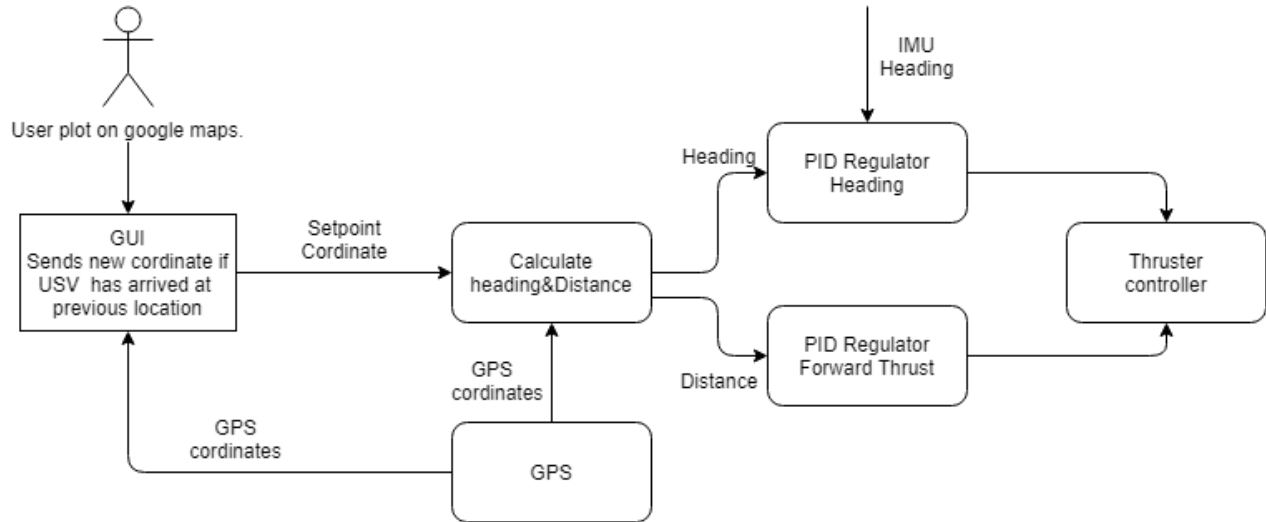 User plot on google maps.
GUI
Sends new cordinate if
USV has arrived at
previous location
Setpoint
Cordinate
Calculate
heading&Distance
GPS
cordinates
GPS
cordinates
GPS
Heading
Distance
IMU
Heading
PID Regulator
Heading
PID Regulator
Forward Thrust
Thruster
controller